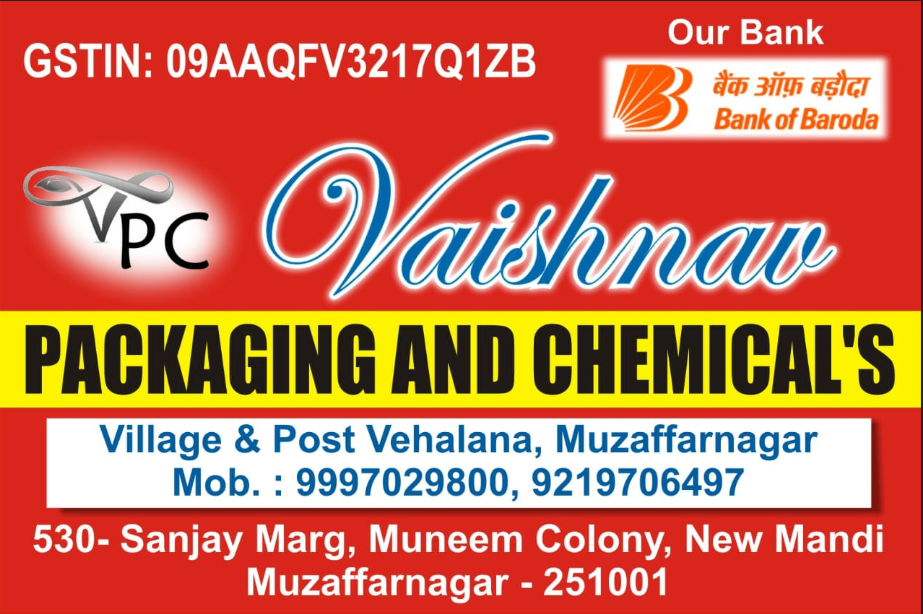 GSTIN: 09AAQFV3217Q1ZB
Our Bank
बैंक ऑफ़ बड़ौदा
Bank of Baroda
VPC
Vaishnav
PACKAGING AND CHEMICAL'S
Village & Post Vehalana, Muzaffarnagar
Mob. : 9997029800, 9219706497
530- Sanjay Marg, Muneem Colony, New Mandi
Muzaffarnagar - 251001